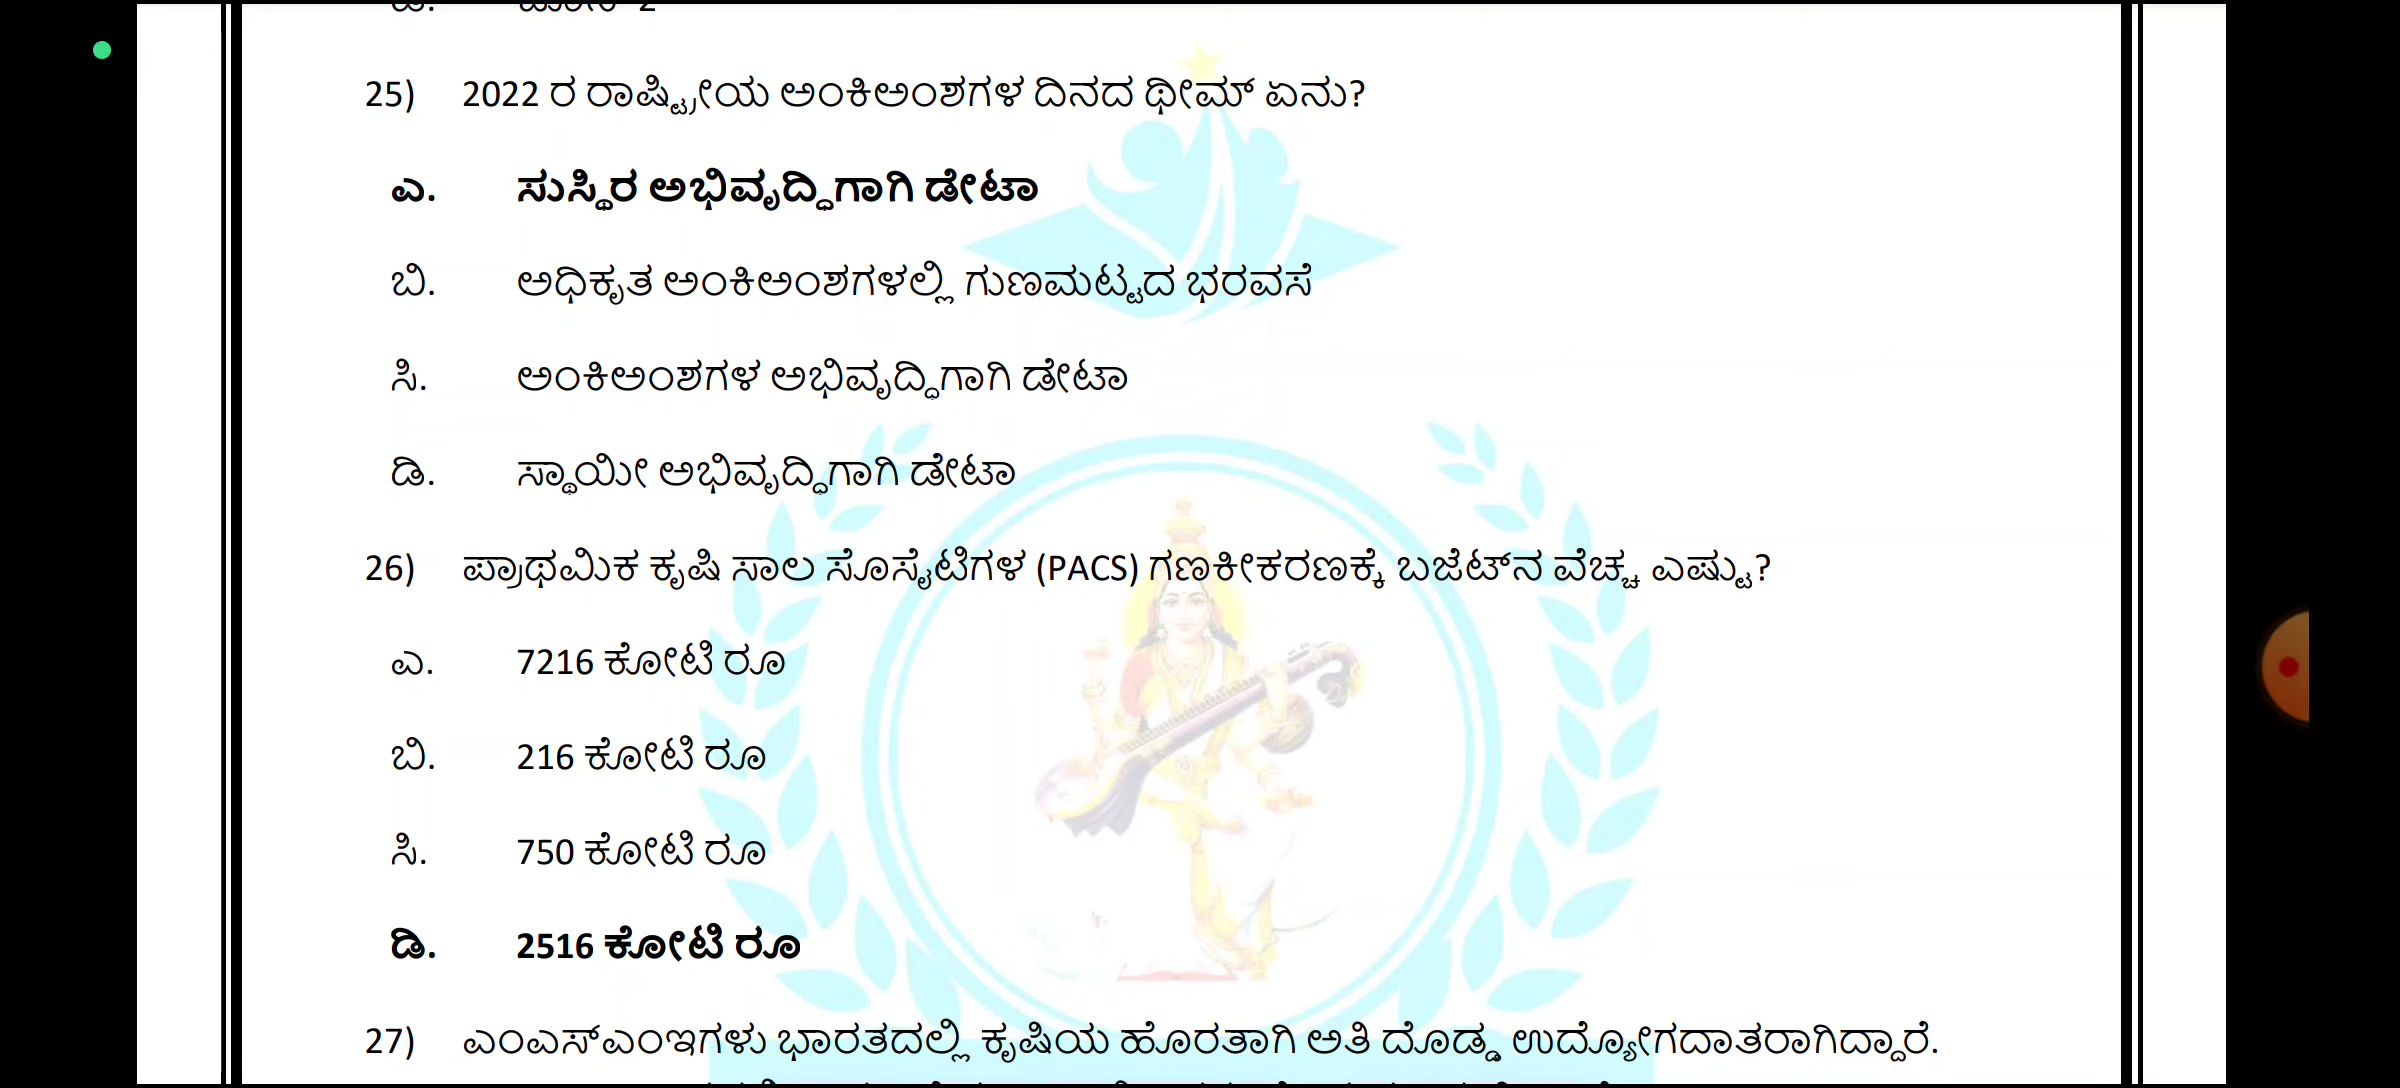 25) 2022 ರ ರಾಷ್ಟ್ರೀಯ ಅಂಕಿಅಂಶಗಳ ದಿನದ ಥೀಮ್ ಏನು?
ಎ. ಸುಸ್ಥಿರ ಅಭಿವೃದ್ಧಿಗಾಗಿ ಡೇಟಾ
ಬಿ. ಅಧಿಕೃತ ಅಂಕಿಅಂಶಗಳಲ್ಲಿ ಗುಣಮಟ್ಟದ ಭರವಸೆ
ಸಿ. ಅಂಕಿಅಂಶಗಳ ಅಭಿವೃದ್ಧಿಗಾಗಿ ಡೇಟಾ
ಡಿ. ಸ್ಥಾಯೀ ಅಭಿವೃದ್ಧಿಗಾಗಿ ಡೇಟಾ
26) ಪ್ರಾಥಮಿಕ ಕೃಷಿ ಸಾಲ ಸೊಸೈಟಿಗಳ (PACS) ಗಣಕೀಕರಣಕ್ಕೆ ಬಜೆಟ್‌ನ ವೆಚ್ಚ ಎಷ್ಟು?
ಎ. 7216 ಕೋಟಿ ರೂ
ಬಿ. 216 ಕೋಟಿ ರೂ
ಸಿ. 750 ಕೋಟಿ ರೂ
ಡಿ. 2516 ಕೋಟಿ ರೂ
27) ಎಂಎಸ್ಎಂಇಗಳು ಭಾರತದಲ್ಲಿ ಕೃಷಿಯ ಹೊರತಾಗಿ ಅತಿ ದೊಡ್ಡ ಉದ್ಯೋಗದಾತರಾಗಿದ್ದಾರೆ.